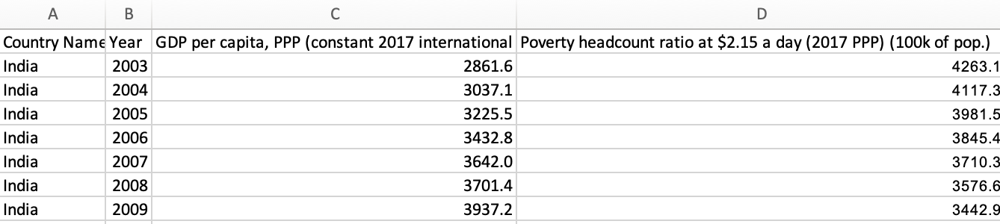 A B C D
Country Name Year GDP per capita, PPP (constant 2017 international Poverty headcount ratio at $2.15 a day (2017 PPP) (100k of pop.)
India 2003 2861.6 4263.1
India 2004 3037.1 4117.3
India 2005 3225.5 3981.5
India 2006 3432.8 3845.4
India 2007 3642.0 3710.3
India 2008 3701.4 3576.6
India 2009 3937.2 3442.9